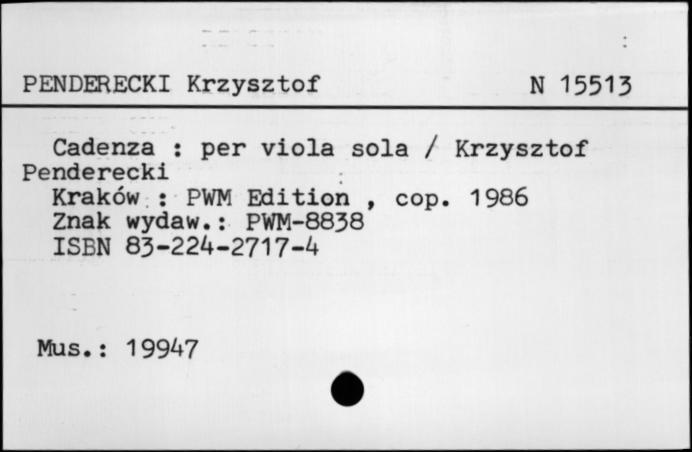 PENDERECKI Krzysztof N 15513
Cadenza : per viola sola / Krzysztof
Penderecki
Kraków : PWM Edition , cop. 1986
Znak wydaw.: PWM-8838
ISBN 83-224-2717-4
Mus.: 19947